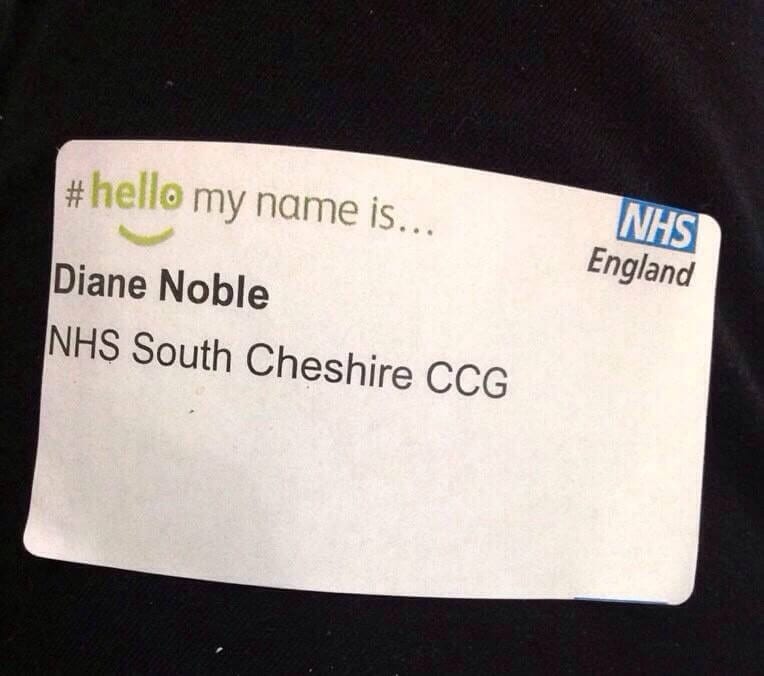 #hello my name is...
NHS
England
Diane Noble
NHS South Cheshire CCG